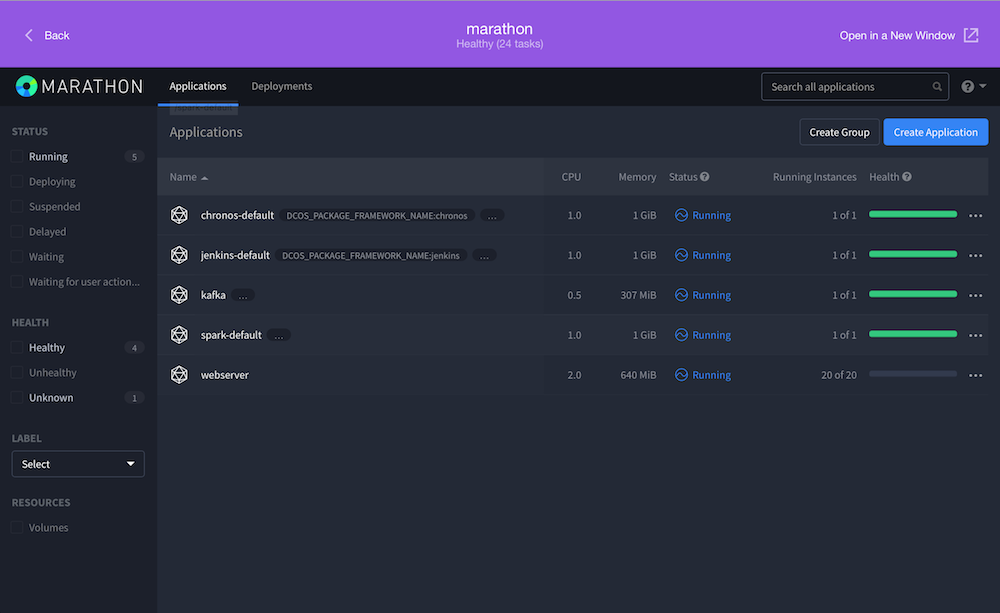 Back
marathon
Healthy (24 tasks)
Open in a New Window
MARATHON
Applications
Deployments
Search all applications
?
STATUS
Running 5
Deploying
Suspended
Delayed
Waiting
Waiting for user action...
HEALTH
Healthy 4
Unhealthy
Unknown 1
LABEL
Select
RESOURCES
Volumes
Applications
Create Group
Create Application
Name CPU Memory Status ? Running Instances Health ?
chronos-default DCOS_PACKAGE_FRAMEWORK_NAME:chronos ... 1.0 1 GiB Running 1 of 1 ...
jenkins-default DCOS_PACKAGE_FRAMEWORK_NAME:jenkins ... 1.0 1 GiB Running 1 of 1 ...
kafka ... 0.5 307 MiB Running 1 of 1 ...
spark-default ... 1.0 1 GiB Running 1 of 1 ...
webserver 2.0 640 MiB Running 20 of 20 ...